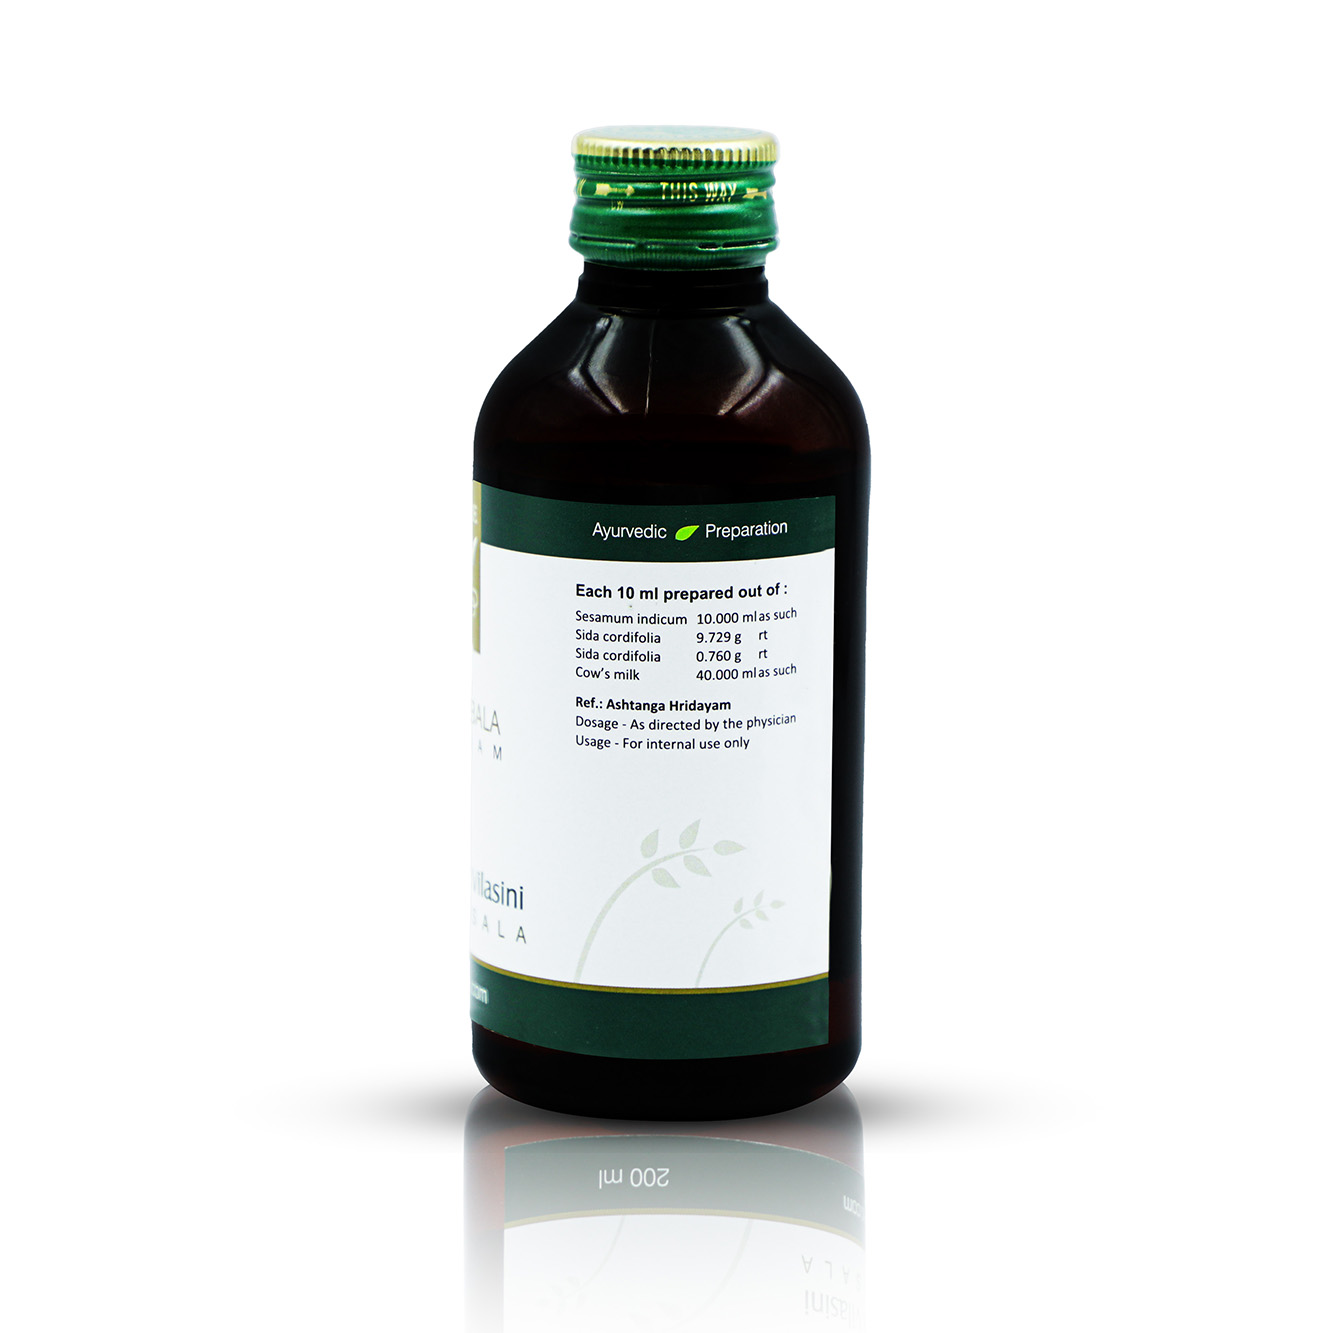 THIS WAY
Ayurvedic Preparation
Each 10 ml prepared out of :
Sesamum indicum 10.000 ml as such
Sida cordifolia 9.729 g rt
Sida cordifolia 0.760 g rt
Cow's milk 40.000 ml as such
Ref.: Ashtanga Hridayam
Dosage - As directed by the physician
Usage - For internal use only
BALA
A M
vilasini
S A L A
.com
200 ml